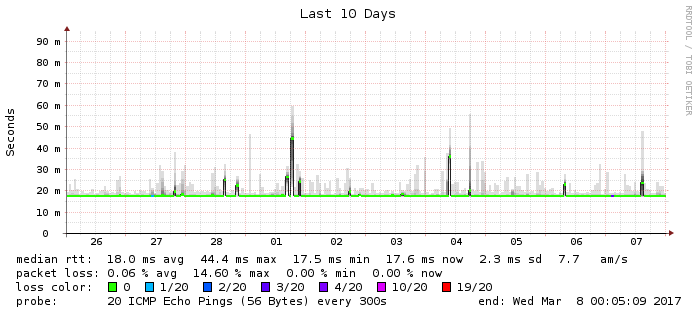 Last 10 Days
RRDTOOL / TOBI OETIKER
Seconds
90 m
80 m
70 m
60 m
50 m
40 m
30 m
20 m
10 m
0
26 27 28 01 02 03 04 05 06 07
median rtt: 18.0 ms avg 44.4 ms max 17.5 ms min 17.6 ms now 2.3 ms sd 7.7 am/s
packet loss: 0.06 % avg 14.60 % max 0.00 % min 0.00 % now
loss color: 0 1/20 2/20 3/20 4/20 10/20 19/20
probe: 20 ICMP Echo Pings (56 Bytes) every 300s end: Wed Mar 8 00:05:09 2017